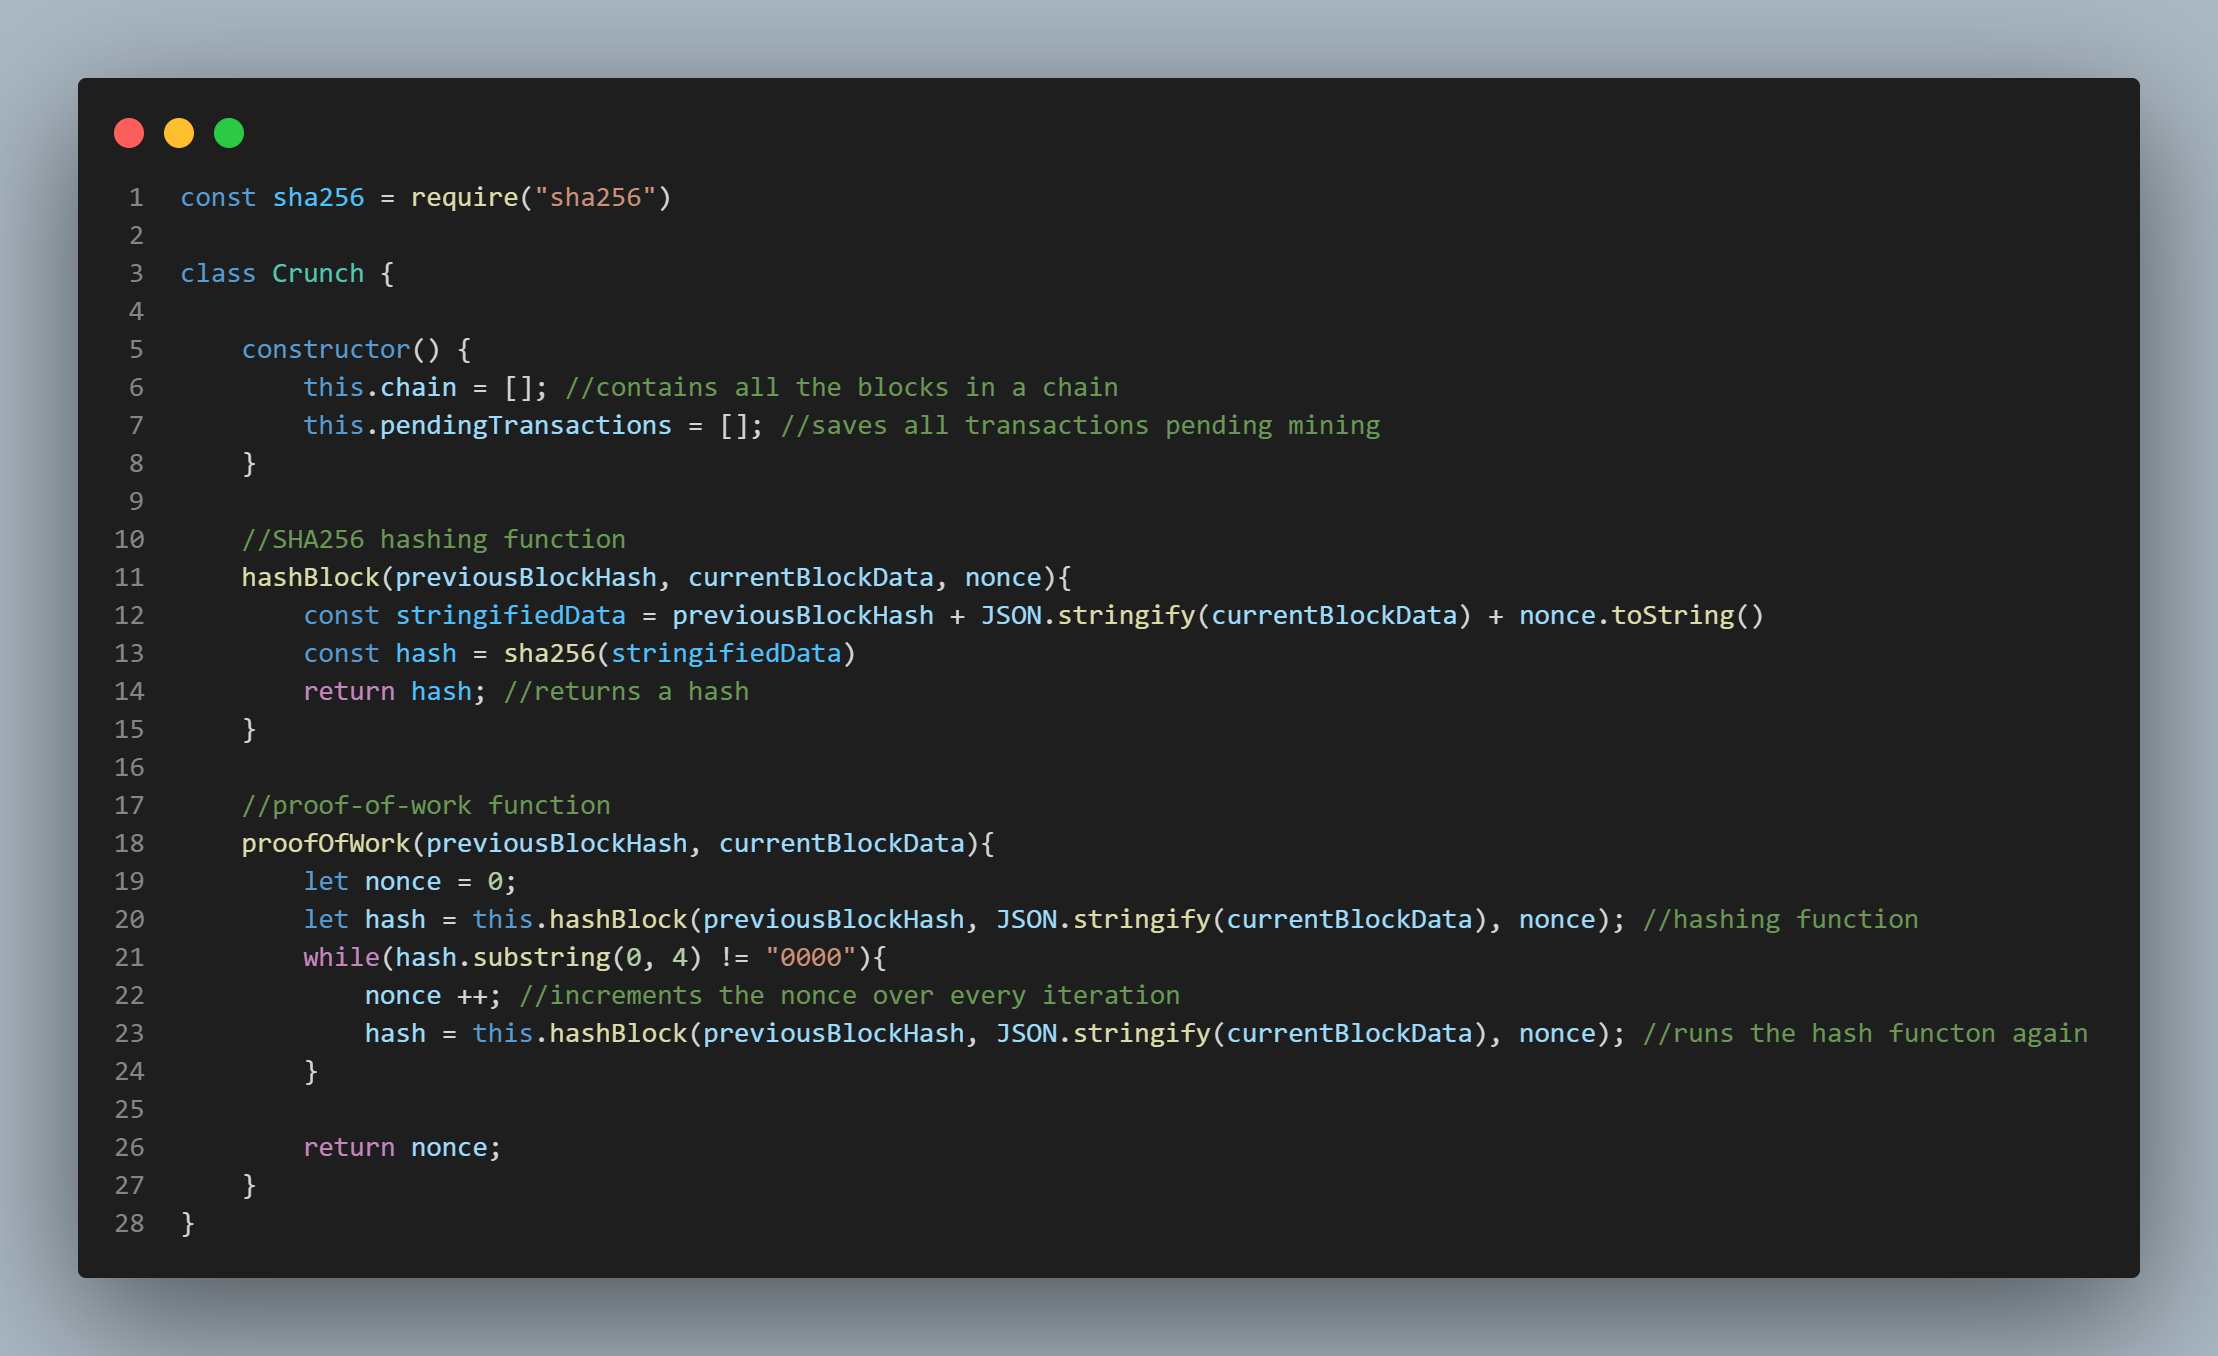 1 const sha256 = require("sha256")
2
3 class Crunch {
4
5     constructor() {
6         this.chain = []; //contains all the blocks in a chain
7         this.pendingTransactions = []; //saves all transactions pending mining
8     }
9
10     //SHA256 hashing function
11     hashBlock(previousBlockHash, currentBlockData, nonce){
12         const stringifiedData = previousBlockHash + JSON.stringify(currentBlockData) + nonce.toString()
13         const hash = sha256(stringifiedData)
14         return hash; //returns a hash
15     }
16
17     //proof-of-work function
18     proofOfWork(previousBlockHash, currentBlockData){
19         let nonce = 0;
20         let hash = this.hashBlock(previousBlockHash, JSON.stringify(currentBlockData), nonce); //hashing function
21         while(hash.substring(0, 4) != "0000"){
22             nonce ++; //increments the nonce over every iteration
23             hash = this.hashBlock(previousBlockHash, JSON.stringify(currentBlockData), nonce); //runs the hash functon again
24         }
25
26         return nonce;
27     }
28 }